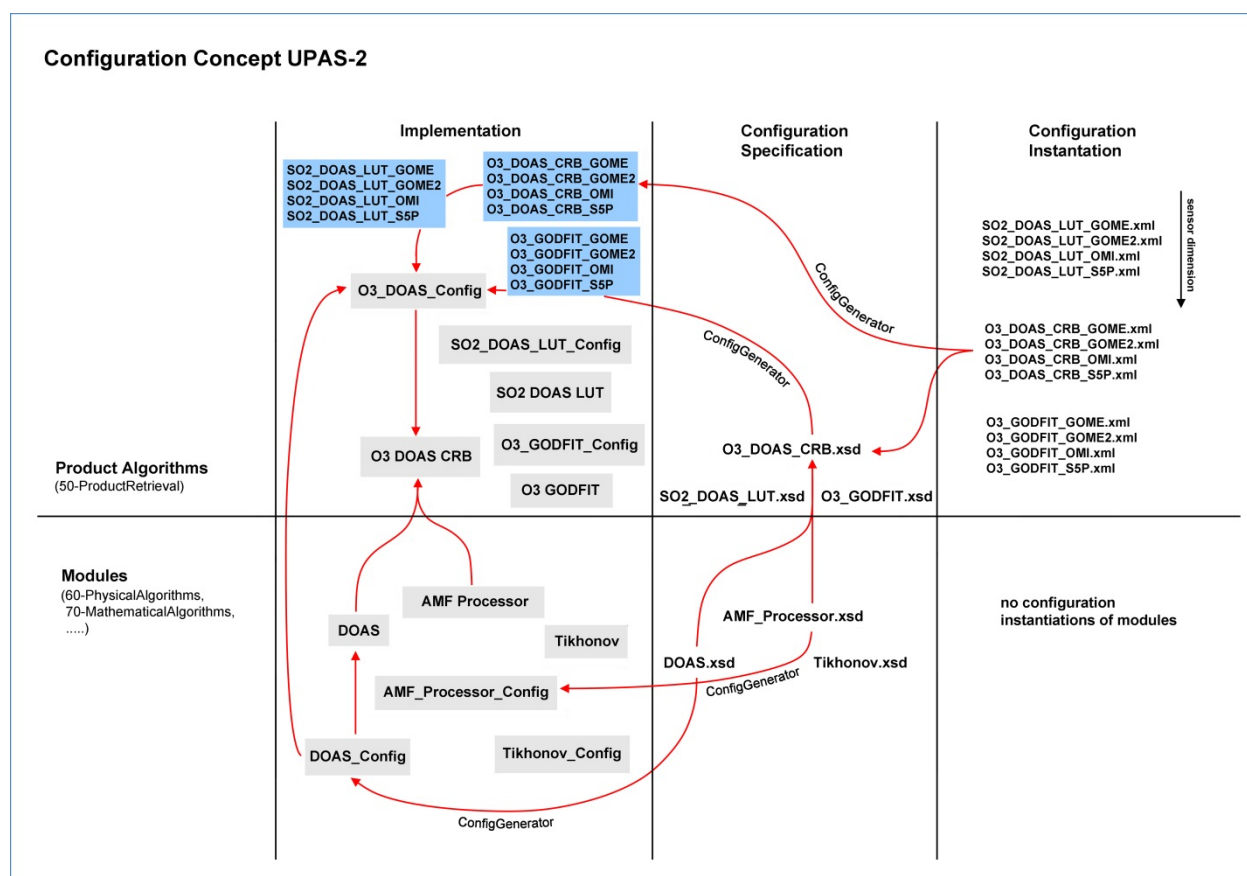 Configuration Concept UPAS-2
Implementation
Configuration
Specification
Configuration
Instantation
SO2_DOAS_LUT_GOME
SO2_DOAS_LUT_GOME2
SO2_DOAS_LUT_OMI
SO2_DOAS_LUT_S5P
O3_DOAS_CRB_GOME
O3_DOAS_CRB_GOME2
O3_DOAS_CRB_OMI
O3_DOAS_CRB_S5P
O3_GODFIT_GOME
O3_GODFIT_GOME2
O3_GODFIT_OMI
O3_GODFIT_S5P
O3_DOAS_Config
SO2_DOAS_LUT_Config
SO2 DOAS LUT
O3_GODFIT_Config
O3 DOAS CRB
O3 GODFIT
ConfigGenerator
ConfigGenerator
sensor dimension
SO2_DOAS_LUT_GOME.xml
SO2_DOAS_LUT_GOME2.xml
SO2_DOAS_LUT_OMI.xml
SO2_DOAS_LUT_S5P.xml
O3_DOAS_CRB_GOME.xml
O3_DOAS_CRB_GOME2.xml
O3_DOAS_CRB_OMI.xml
O3_DOAS_CRB_S5P.xml
O3_GODFIT_GOME.xml
O3_GODFIT_GOME2.xml
O3_GODFIT_OMI.xml
O3_GODFIT_S5P.xml
O3_DOAS_CRB.xsd
SO2_DOAS_LUT.xsd
O3_GODFIT.xsd
Product Algorithms
(50-ProductRetrieval)
Modules
(60-PhysicalAlgorithms,
70-MathematicalAlgorithms,
.....)
AMF Processor
DOAS
Tikhonov
AMF_Processor_Config
DOAS_Config
Tikhonov_Config
AMF_Processor.xsd
DOAS.xsd
Tikhonov.xsd
ConfigGenerator
ConfigGenerator
no configuration
instantiations of modules